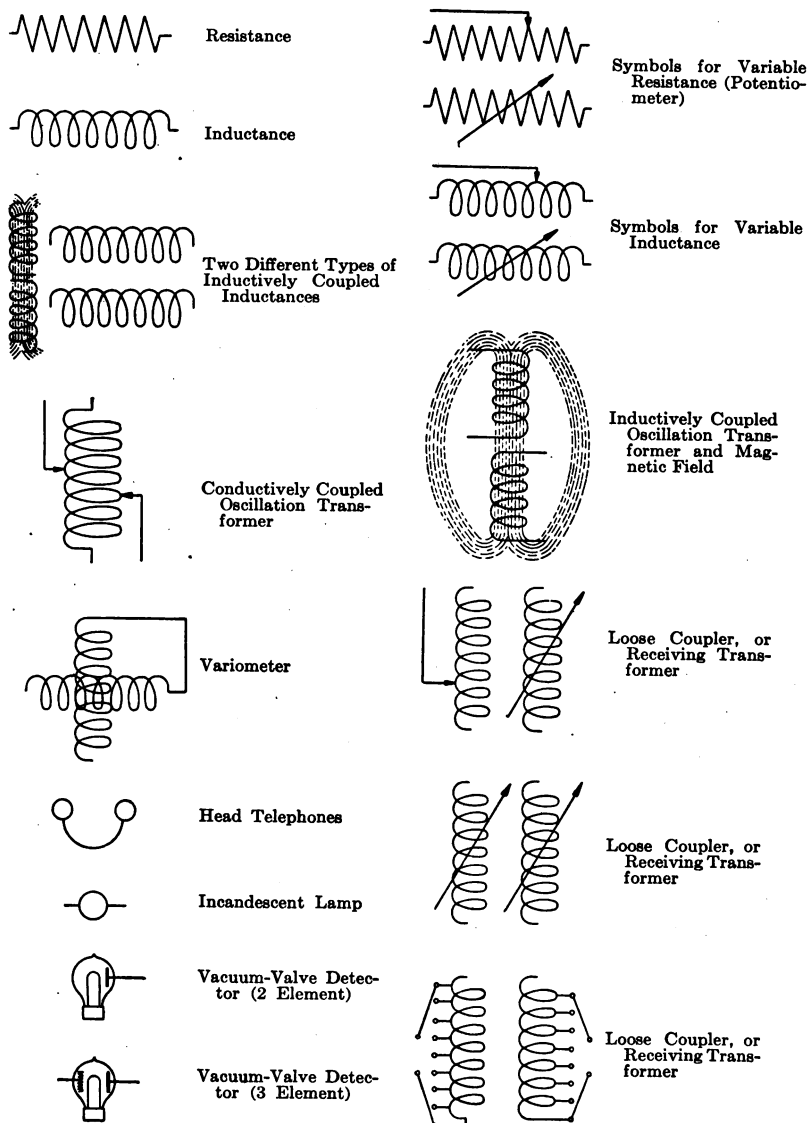 Resistance
Inductance
Two Different Types of
Inductively Coupled
Inductances
Conductively Coupled
Oscillation Trans-
former
Variometer
Head Telephones
Incandescent Lamp
Vacuum-Valve Detec-
tor (2 Element)
Vacuum-Valve Detec-
tor (3 Element)
Symbols for Variable
Resistance (Potentio-
meter)
Symbols for Variable
Inductance
Inductively Coupled
Oscillation Trans-
former and Mag-
netic Field
Loose Coupler, or
Receiving Trans-
former
Loose Coupler, or
Receiving Trans-
former
Loose Coupler, or
Receiving Trans-
former